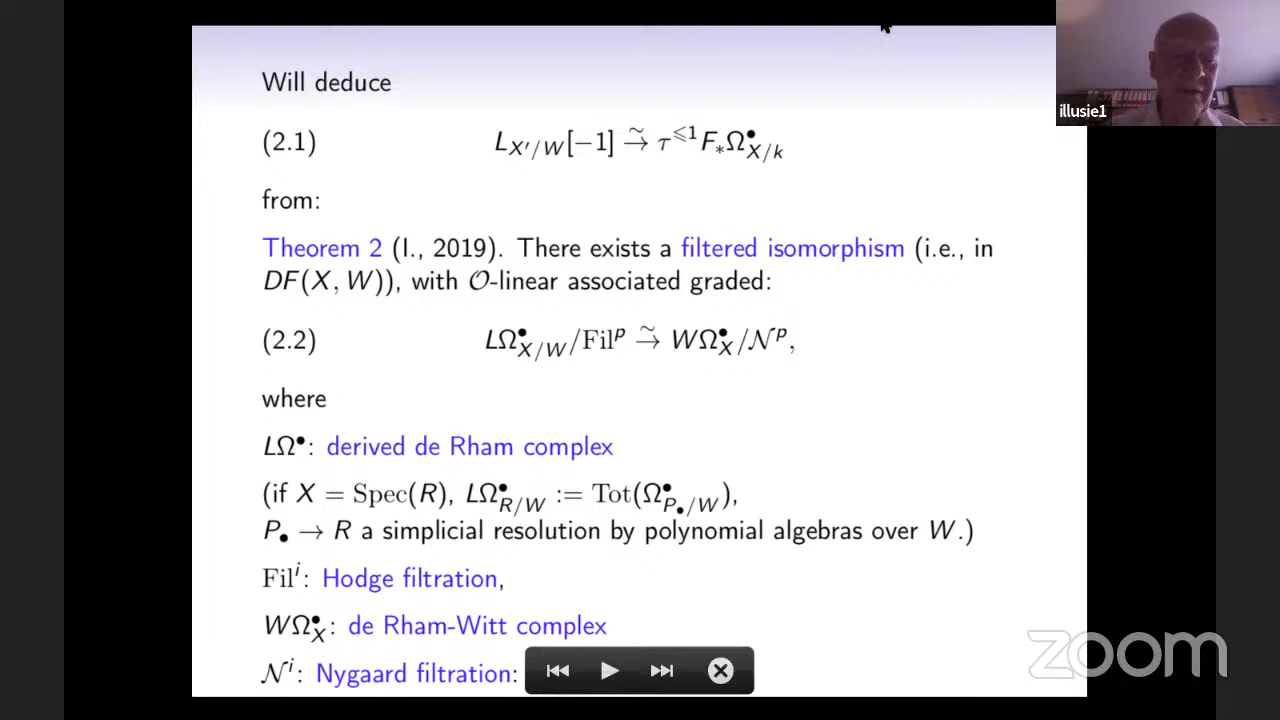 Will deduce
(2.1) L_{X′/W}[−1] →̃ τ^{⩽1}F_*Ω^•_{X/k}
from:
Theorem 2 (I., 2019). There exists a filtered isomorphism (i.e., in
DF(X, W)), with 𝒪-linear associated graded:
(2.2) LΩ^•_{X/W}/Fil^p →̃ WΩ^•_X/𝒩^p,
where
LΩ^•: derived de Rham complex
(if X = Spec(R), LΩ^•_{R/W} := Tot(Ω^•_{P_•/W}),
P_• → R a simplicial resolution by polynomial algebras over W.)
Fil^i: Hodge filtration,
WΩ^•_X: de Rham-Witt complex
𝒩^i: Nygaard filtration:
illusie1
zoom